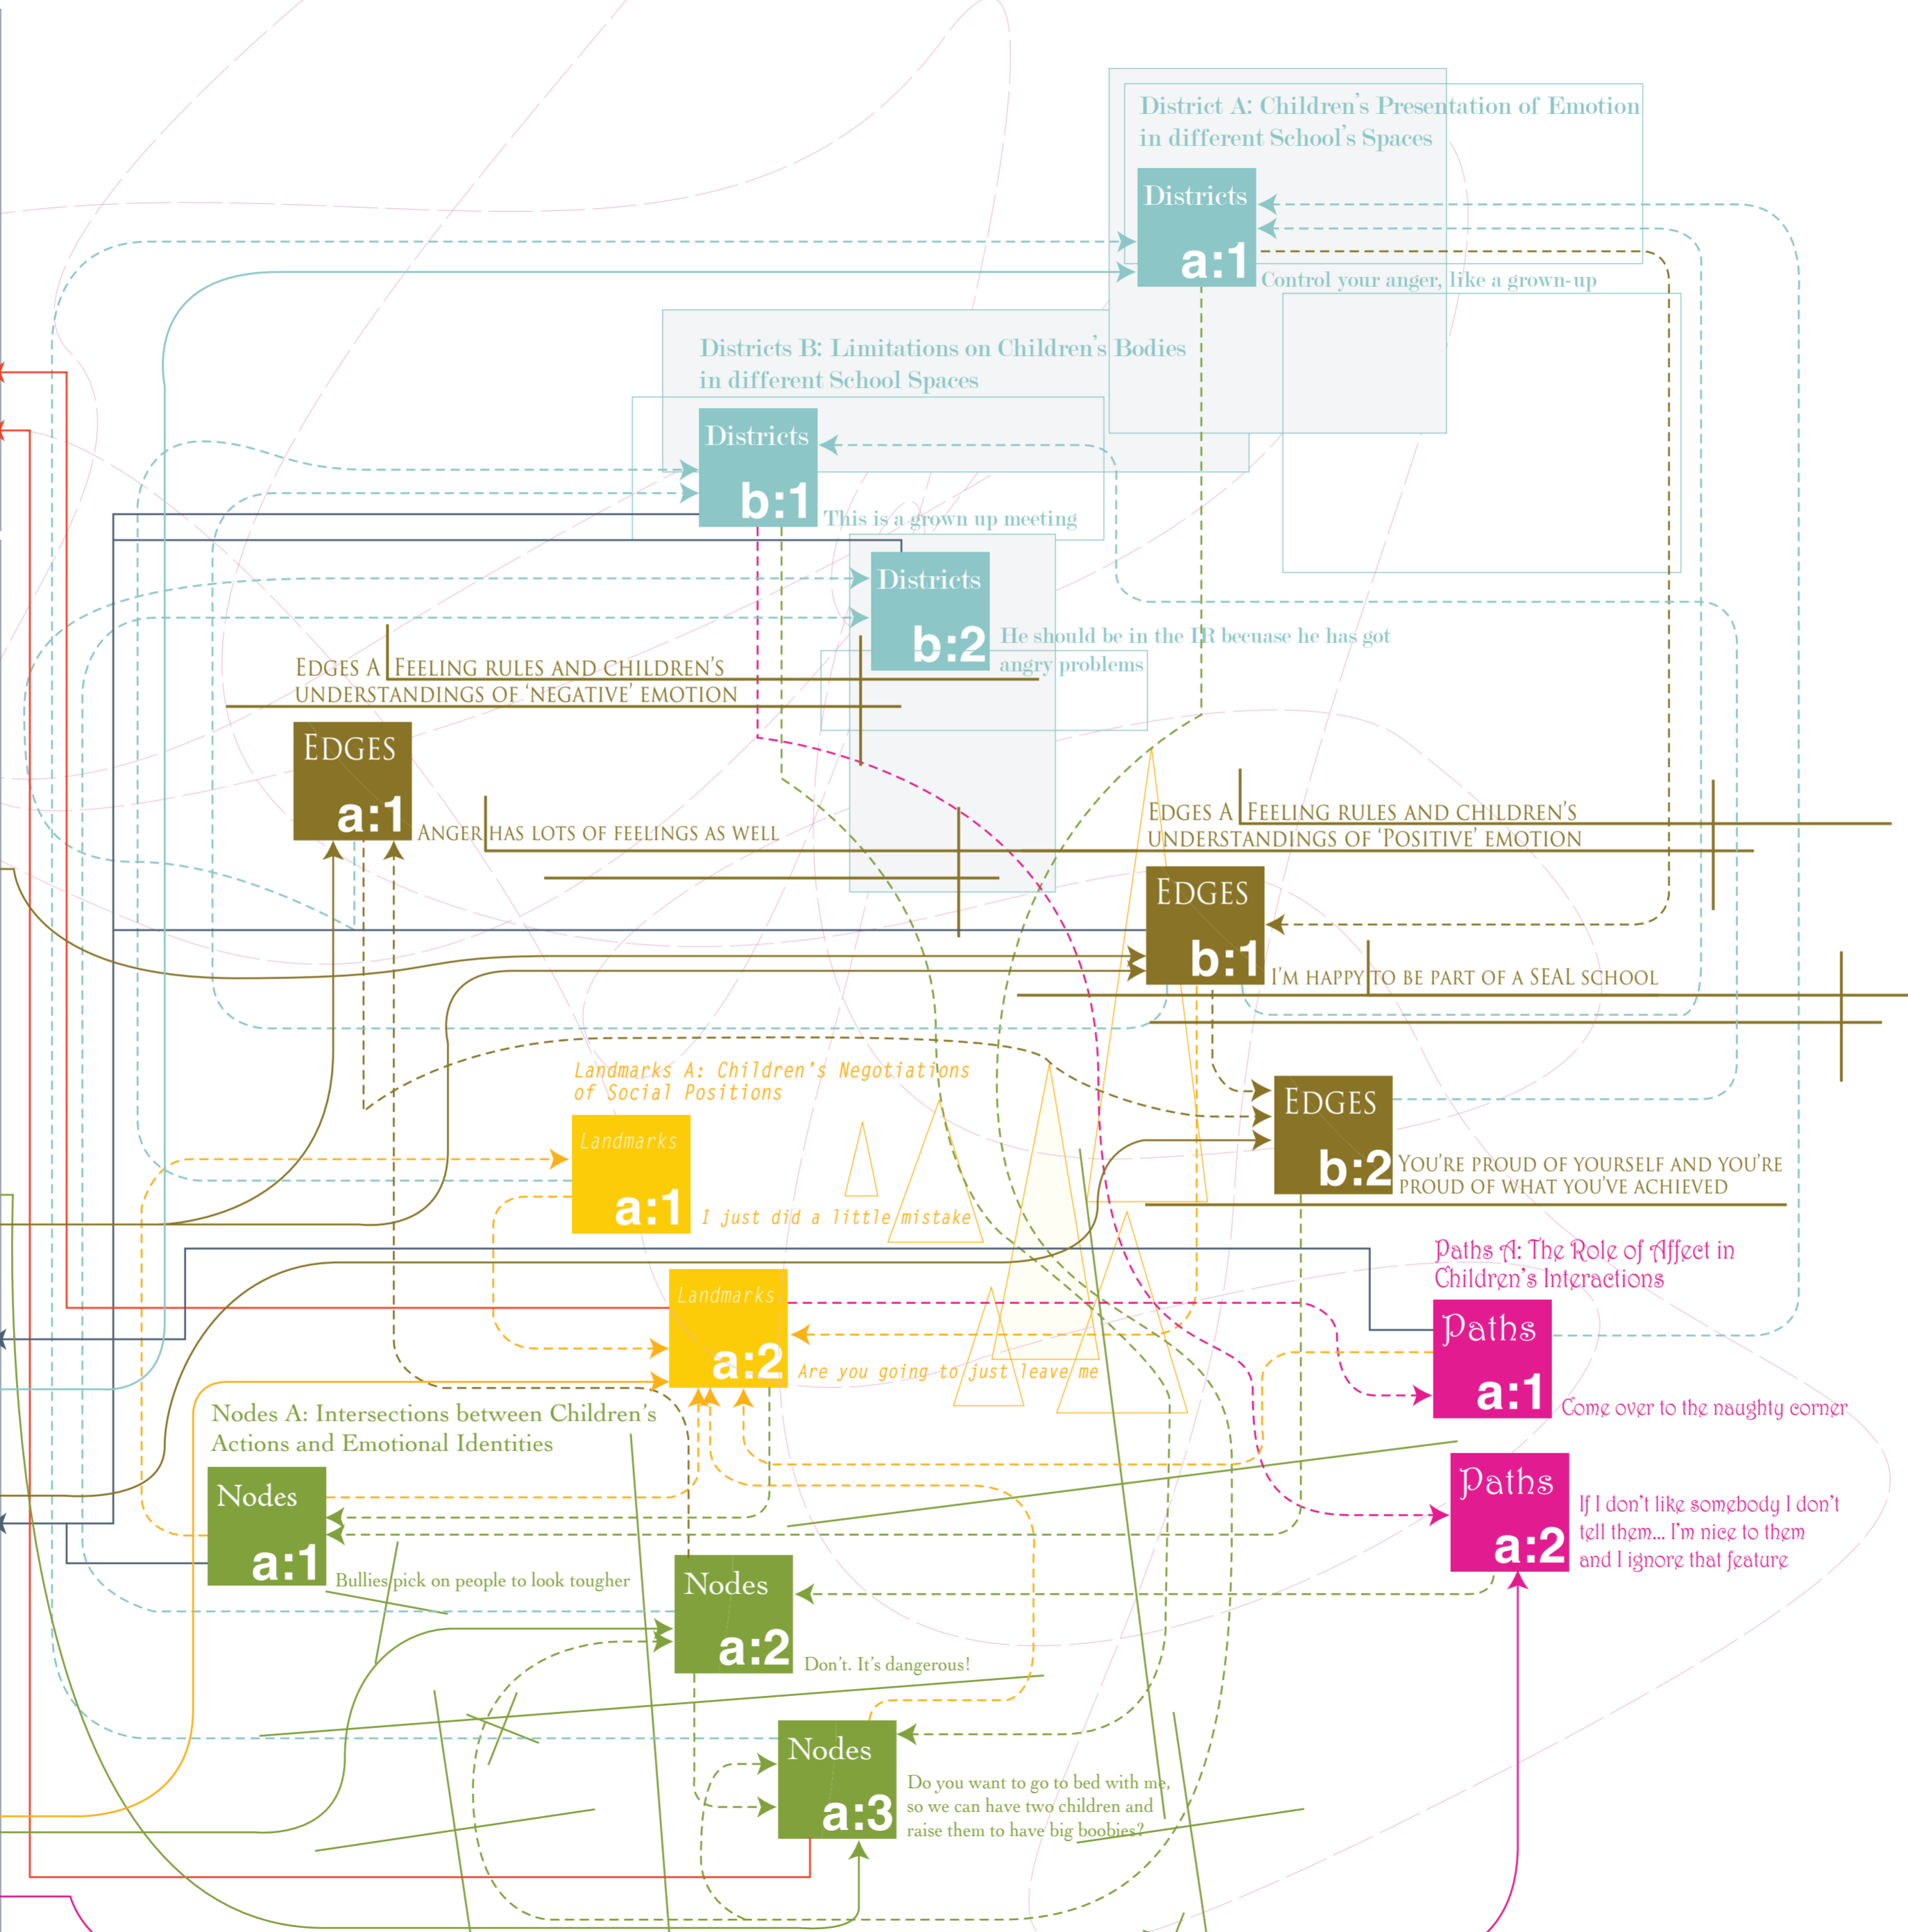 District A: Children's Presentation of Emotion
in different School's Spaces
Districts
a:1
Control your anger, like a grown-up
Districts B: Limitations on Children's Bodies
in different School Spaces
Districts
b:1
This is a grown up meeting
Districts
b:2
He should be in the IR becuase he has got
angry problems
Edges A Feeling rules and children's
understandings of 'negative' emotion
Edges
a:1
Anger has lots of feelings as well
Edges A Feeling rules and children's
understandings of 'Positive' emotion
Edges
b:1
I'm happy to be part of a SEAL school
Edges
b:2
You're proud of yourself and you're
proud of what you've achieved
Landmarks A: Children's Negotiations
of Social Positions
Landmarks
a:1
I just did a little mistake
Landmarks
a:2
Are you going to just leave me
Paths A: The Role of Affect in
Children's Interactions
Paths
a:1
Come over to the naughty corner
Paths
a:2
If I don't like somebody I don't
tell them... I'm nice to them
and I ignore that feature
Nodes A: Intersections between Children's
Actions and Emotional Identities
Nodes
a:1
Bullies pick on people to look tougher
Nodes
a:2
Don't. It's dangerous!
Nodes
a:3
Do you want to go to bed with me,
so we can have two children and
raise them to have big boobies?